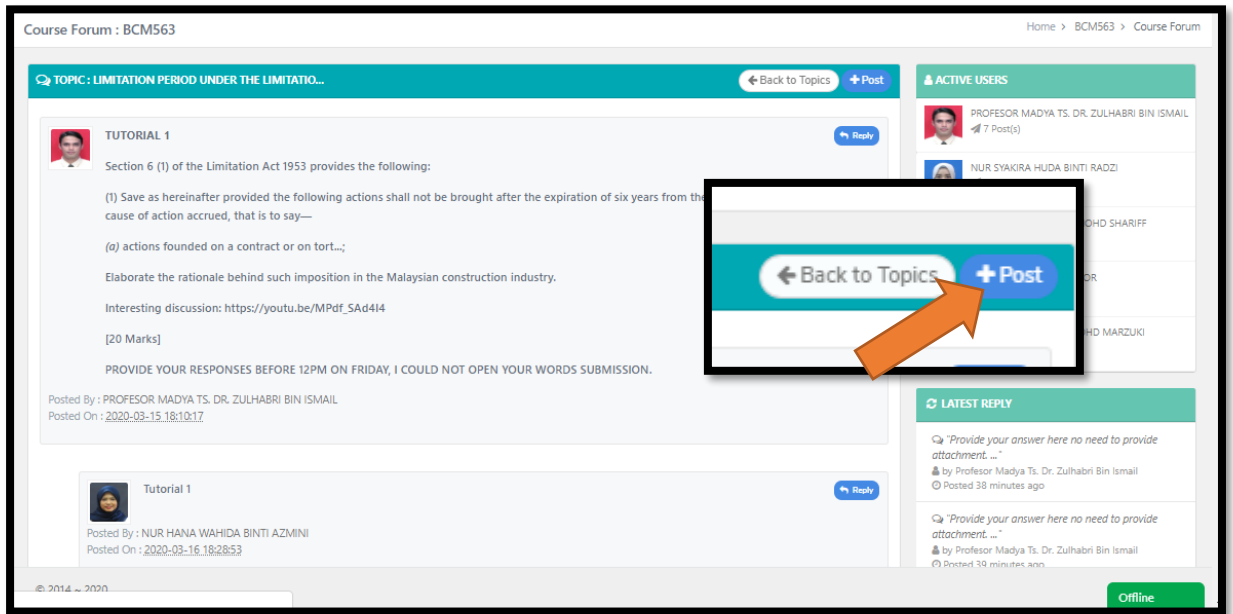 Course Forum : BCM563
Home > BCM563 > Course Forum
TOPIC : LIMITATION PERIOD UNDER THE LIMITATIO...
Back to Topics
+ Post
TUTORIAL 1
Reply
Section 6 (1) of the Limitation Act 1953 provides the following:
(1) Save as hereinafter provided the following actions shall not be brought after the expiration of six years from the
cause of action accrued, that is to say—
(a) actions founded on a contract or on tort...;
Elaborate the rationale behind such imposition in the Malaysian construction industry.
Interesting discussion: https://youtu.be/MPdf_SAd4I4
[20 Marks]
PROVIDE YOUR RESPONSES BEFORE 12PM ON FRIDAY, I COULD NOT OPEN YOUR WORDS SUBMISSION.
Posted By : PROFESOR MADYA TS. DR. ZULHABRI BIN ISMAIL
Posted On : 2020-03-15 18:10:17
Tutorial 1
Reply
Posted By : NUR HANA WAHIDA BINTI AZMINI
Posted On : 2020-03-16 18:28:53
Back to Topics
+ Post
ACTIVE USERS
PROFESOR MADYA TS. DR. ZULHABRI BIN ISMAIL
7 Post(s)
NUR SYAKIRA HUDA BINTI RADZI
OHD SHARIFF
OR
HD MARZUKI
LATEST REPLY
"Provide your answer here no need to provide
attachment. ..."
by Profesor Madya Ts. Dr. Zulhabri Bin Ismail
Posted 38 minutes ago
"Provide your answer here no need to provide
attachment. ..."
by Profesor Madya Ts. Dr. Zulhabri Bin Ismail
Posted 39 minutes ago
© 2014 ~ 2020
Offline